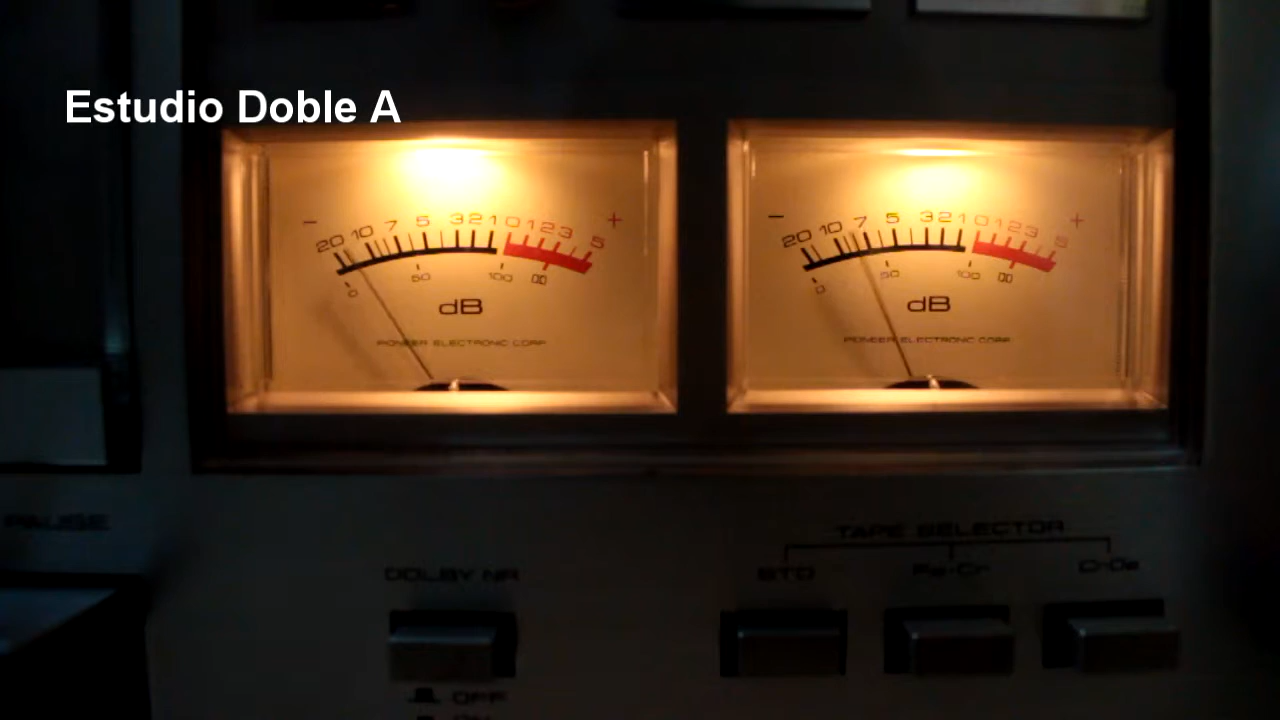 Estudio Doble A
− 20 10 7 5 3 2 1 0 1 2 3 5 +
0 50 100
dB
PIONEER ELECTRONIC CORP
− 20 10 7 5 3 2 1 0 1 2 3 5 +
0 50 100
dB
PIONEER ELECTRONIC CORP
PAUSE
TAPE SELECTOR
DOLBY NR
STD Fe-Cr CrO₂
OFF